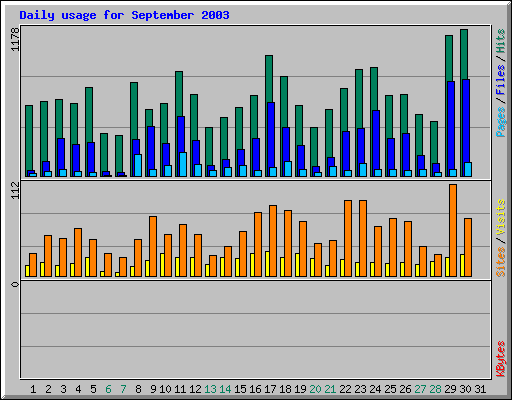 Daily usage for September 2003
1178
Pages / Files / Hits
112
Sites / Visits
0
KBytes
1 2 3 4 5 6 7 8 9 10 11 12 13 14 15 16 17 18 19 20 21 22 23 24 25 26 27 28 29 30 31